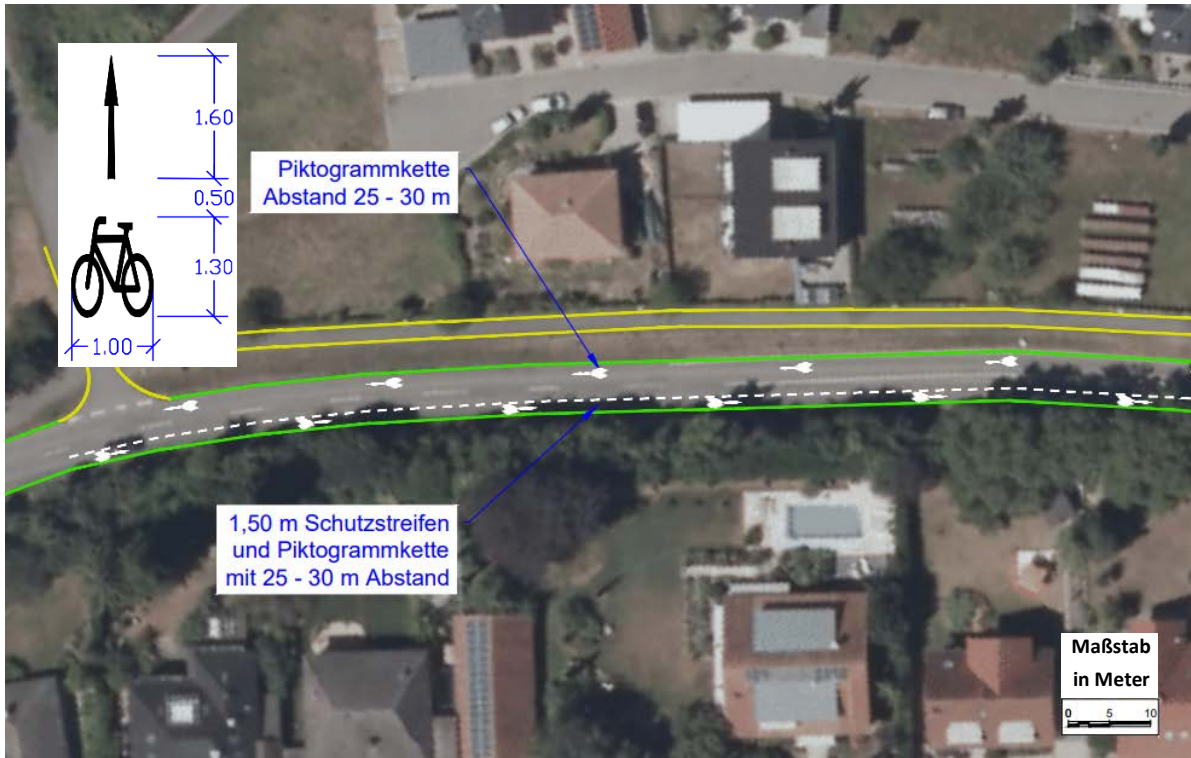 1.60
0.50
1.30
1.00
Piktogrammkette
Abstand 25 - 30 m
1,50 m Schutzstreifen
und Piktogrammkette
mit 25 - 30 m Abstand
Maßstab
in Meter
0 5 10